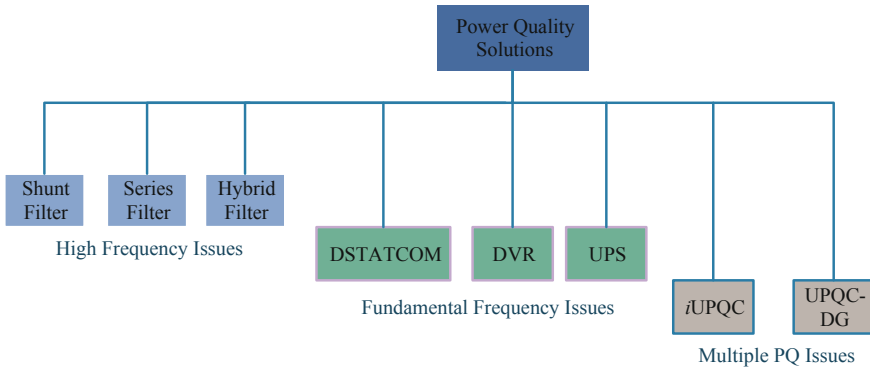 Power Quality
Solutions
Shunt
Filter
Series
Filter
Hybrid
Filter
High Frequency Issues
DSTATCOM
DVR
UPS
Fundamental Frequency Issues
iUPQC
UPQC-
DG
Multiple PQ Issues